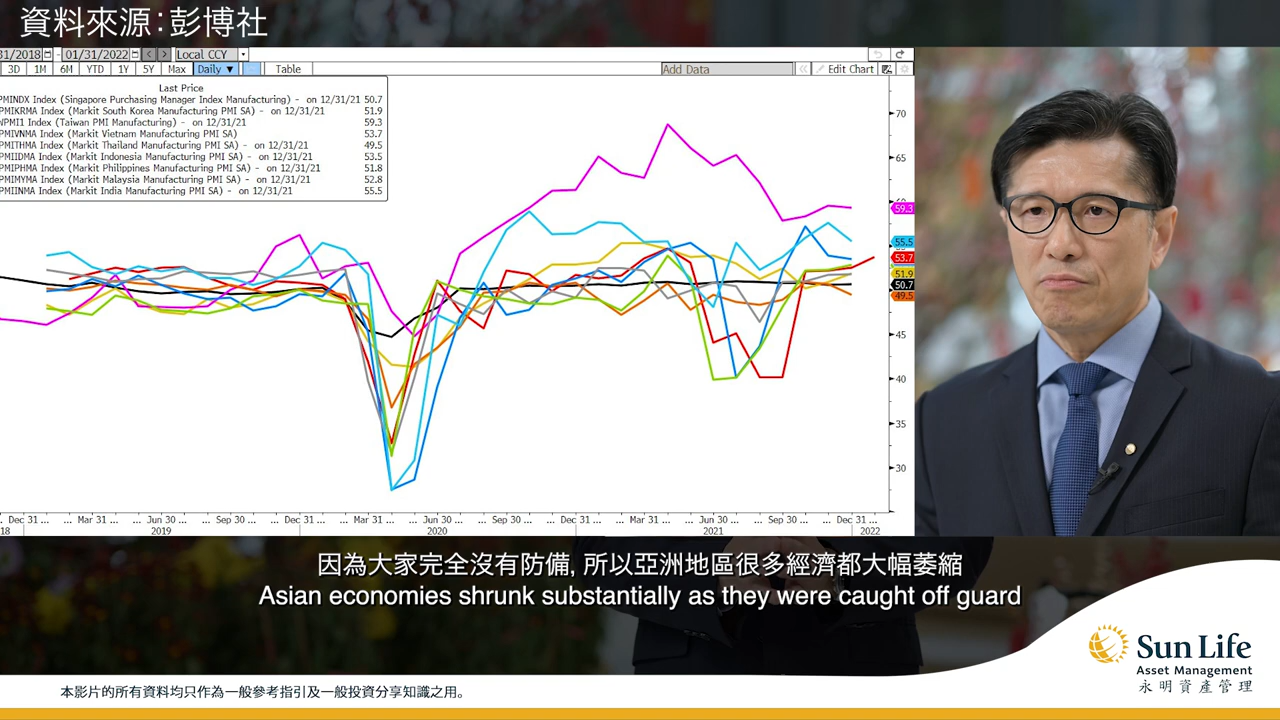 資料來源：彭博社
31/2018 - 01/31/2022 < > Local CCY
3D 1M 6M YTD 1Y 5Y Max Daily ▼ Table Add Data « Edit Chart
Last Price
PMINDX Index (Singapore Purchasing Manager Index Manufacturing) - on 12/31/21 50.7
PMIKRMA Index (Markit South Korea Manufacturing PMI SA) - on 12/31/21 51.9
WPMI1 Index (Taiwan PMI Manufacturing) - on 12/31/21 59.3
PMIVNMA Index (Markit Vietnam Manufacturing PMI SA) 53.7
PMITHMA Index (Markit Thailand Manufacturing PMI SA) - on 12/31/21 49.5
PMIIDMA Index (Markit Indonesia Manufacturing PMI SA) - on 12/31/21 53.5
PMIPHMA Index (Markit Philippines Manufacturing PMI SA) - on 12/31/21 51.8
PMIMYMA Index (Markit Malaysia Manufacturing PMI SA) - on 12/31/21 52.8
PMIINMA Index (Markit India Manufacturing PMI SA) - on 12/31/21 55.5
70
65
59.3
55.5
53.7
51.9
50.7
49.5
45
40
35
30
Dec 31 ... ... Mar 31 ... ... Jun 30 ... ... Sep 30 ... ... Dec 31 ... ... Mar 31 ... ... Jun 30 ... ... Sep 30 ... ... Dec 31 ... ... Mar 31 ... ... Jun 30 ... ... Sep 30 ... ... Dec 31 ...
18 2019 2020 2021 2022
因為大家完全沒有防備, 所以亞洲地區很多經濟都大幅萎縮
Asian economies shrunk substantially as they were caught off guard
Sun Life
Asset Management
永明資產管理
本影片的所有資料均只作為一般參考指引及一般投資分享知識之用。